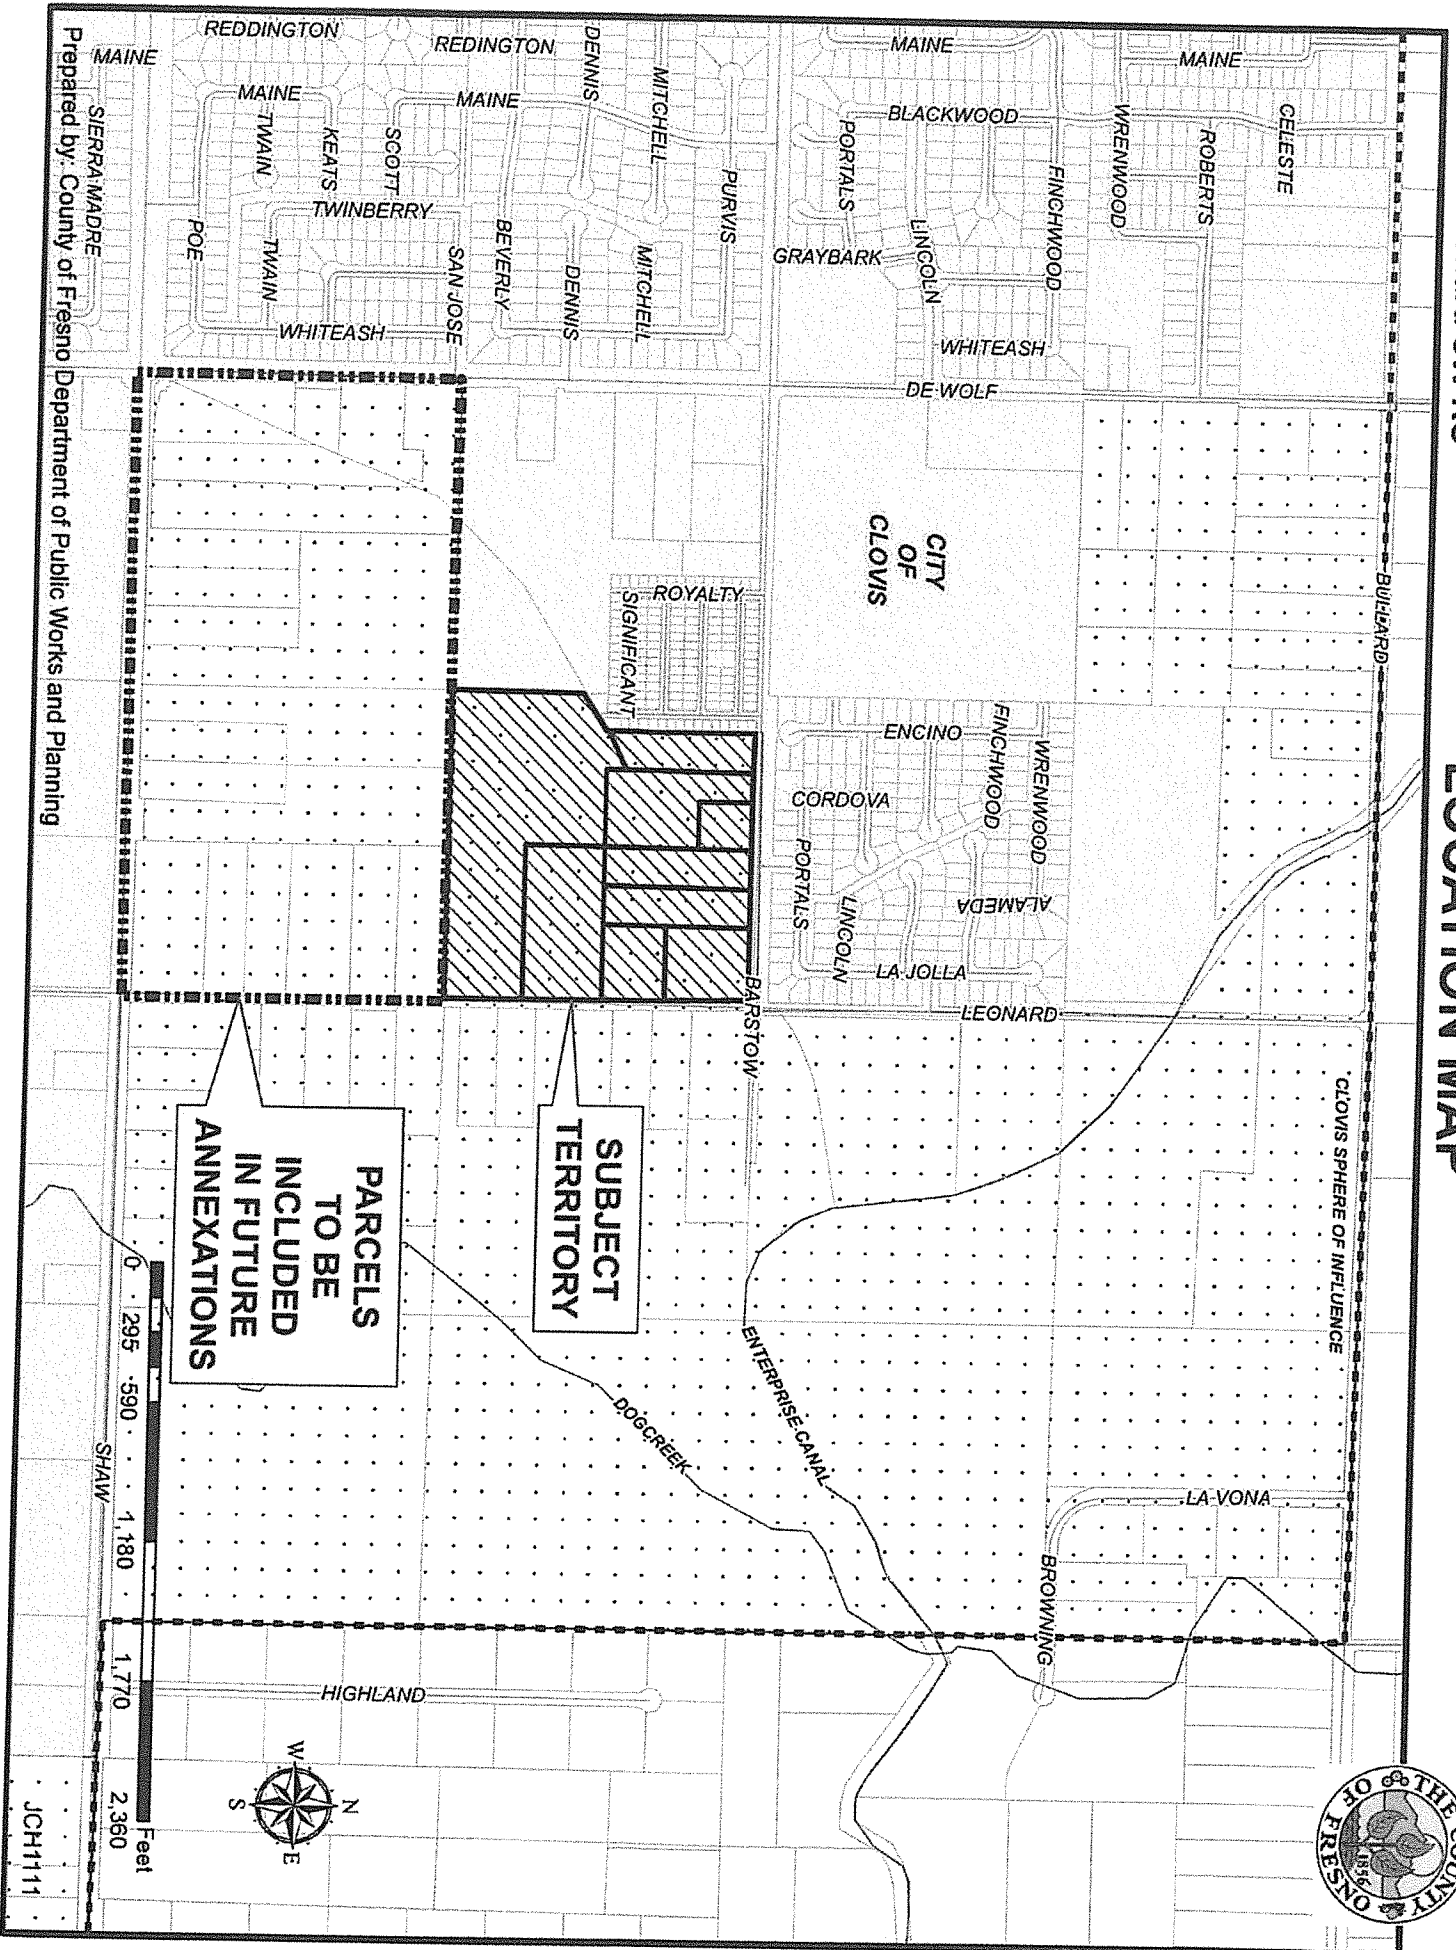 LOCATION MAP
THE COUNTY
OF FRESNO
1856
BULLARD
CLOVIS SPHERE OF INFLUENCE
CELESTE
ROBERTS
WRENWOOD
MAINE
MAINE
BLACKWOOD
FINCHWOOD
LINCOLN
PORTALS
GRAYBARK
WHITEASH
DE WOLF
CITY
OF
CLOVIS
WRENWOOD
FINCHWOOD
ENCINO
CORDOVA
PORTALS
LINCOLN
ALAMEDA
LA JOLLA
LEONARD
LA VONA
BROWNING
ENTERPRISE CANAL
DOG CREEK
BARSTOW
ROYALTY
SIGNIFICANT
PURVIS
MITCHELL
MITCHELL
DENNIS
DENNIS
REDINGTON
MAINE
BEVERLY
SAN JOSE
REDDINGTON
SCOTT
KEATS
MAINE
TWAIN
TWINBERRY
TWAIN
POE
WHITEASH
MAINE
SIERRA MADRE
SUBJECT
TERRITORY
PARCELS
TO BE
INCLUDED
IN FUTURE
ANNEXATIONS
HIGHLAND
SHAW
N
W
E
S
0 295 590 1,180 1,770 2,360
Feet
Prepared by: County of Fresno Department of Public Works and Planning
JCH1111